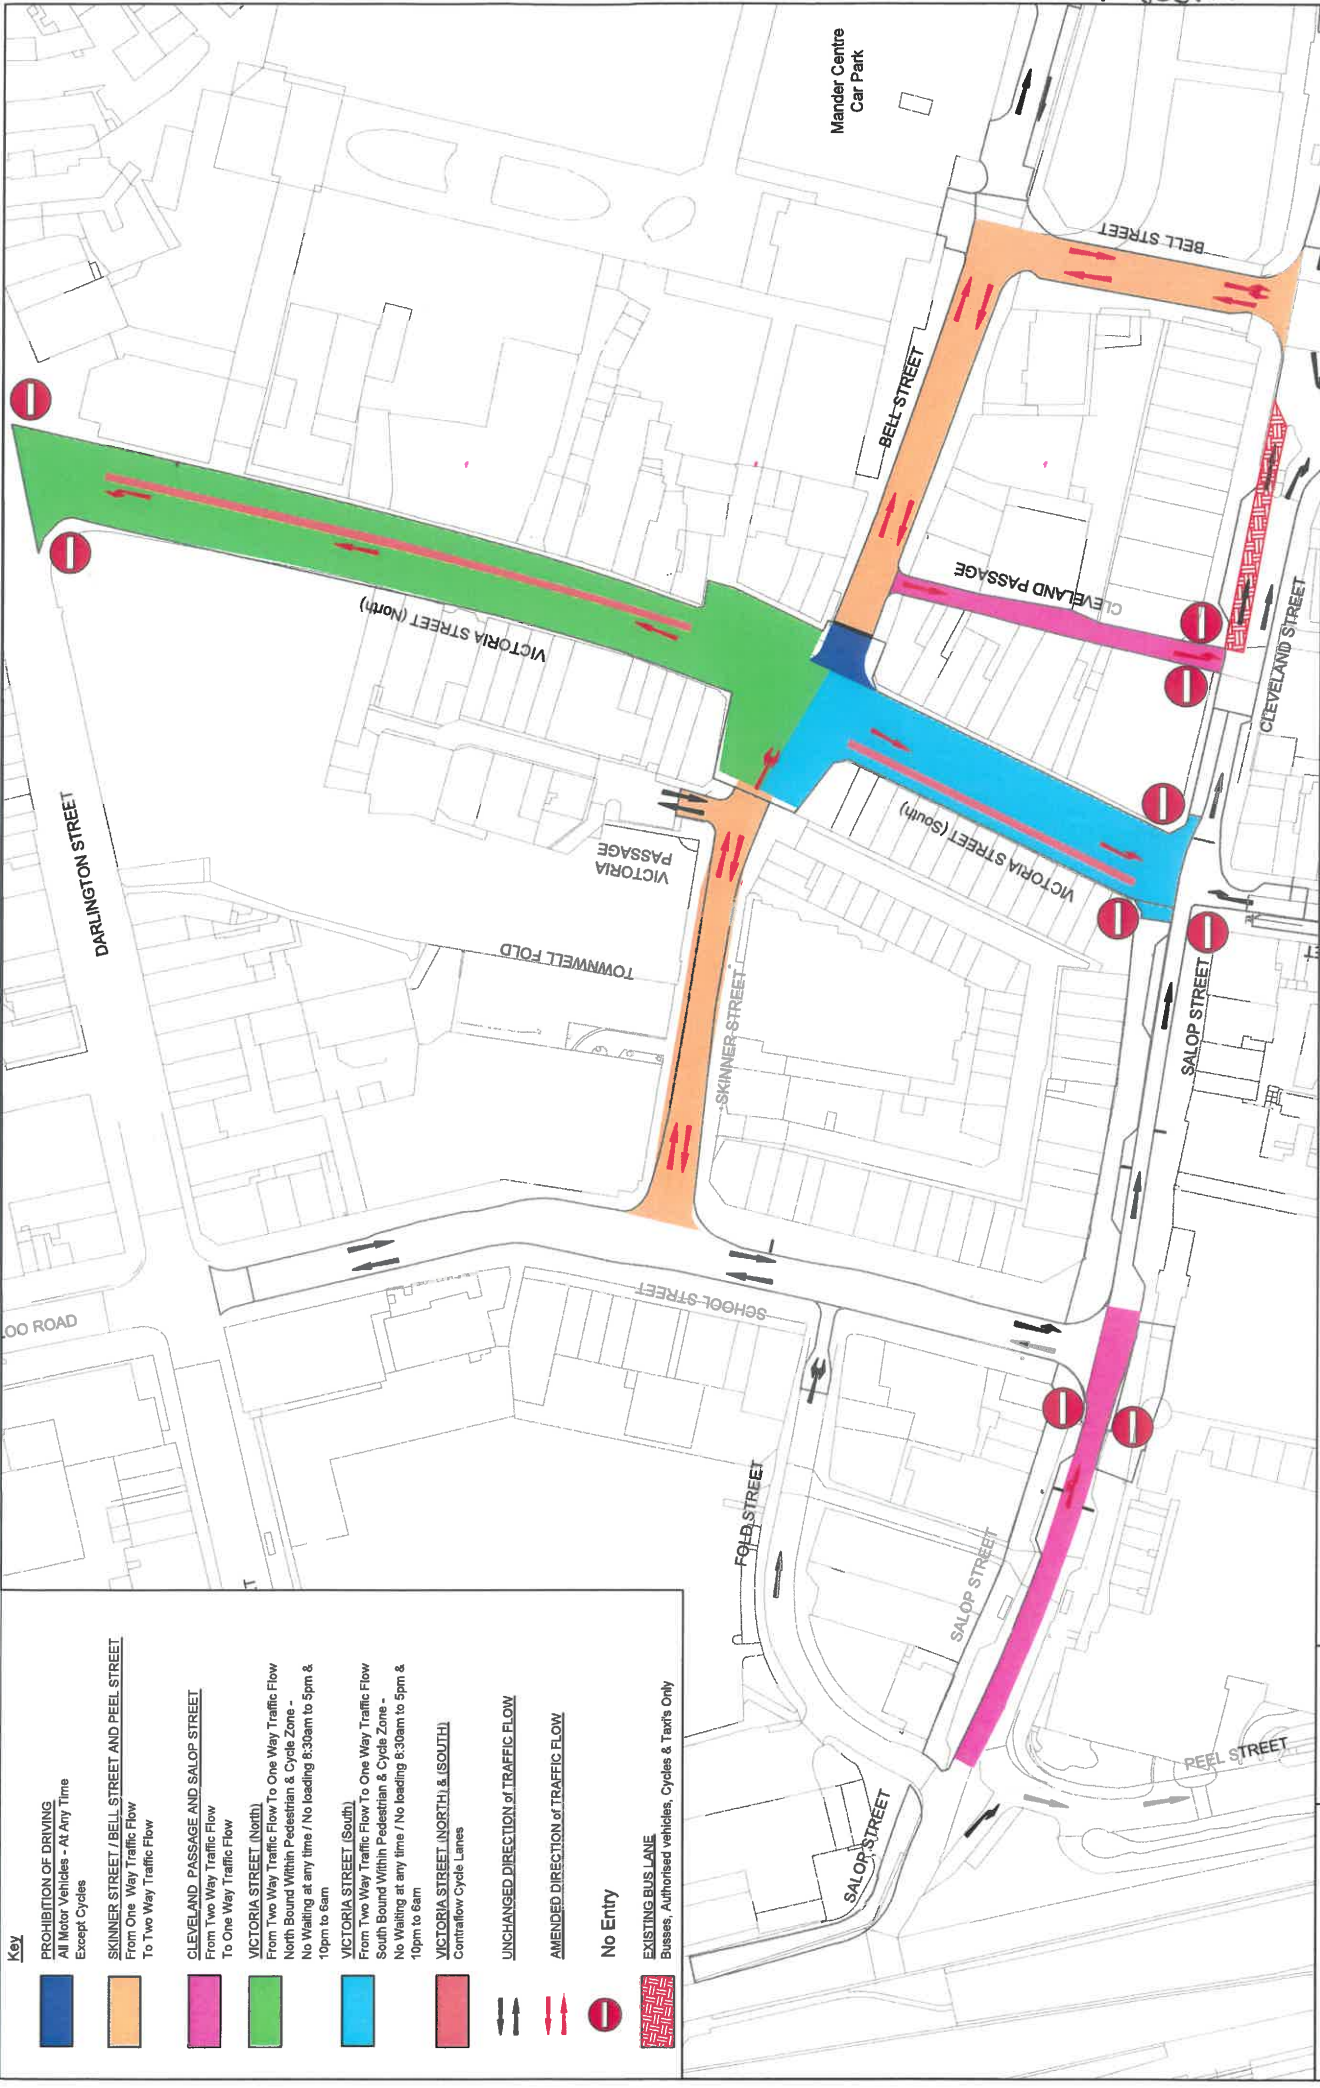 Key
PROHIBITION OF DRIVING
All Motor Vehicles - At Any Time
Except Cycles
SKINNER STREET / BELL STREET AND PEEL STREET
From One Way Traffic Flow
To Two Way Traffic Flow
CLEVELAND PASSAGE AND SALOP STREET
From Two Way Traffic Flow
To One Way Traffic Flow
VICTORIA STREET (North)
From Two Way Traffic Flow To One Way Traffic Flow
North Bound Within Pedestrian & Cycle Zone -
No Waiting at any time / No loading 8:30am to 5pm &
10pm to 6am
VICTORIA STREET (South)
From Two Way Traffic Flow To One Way Traffic Flow
South Bound Within Pedestrian & Cycle Zone -
No Waiting at any time / No loading 8:30am to 5pm &
10pm to 6am
VICTORIA STREET (NORTH) & (SOUTH)
Contraflow Cycle Lanes
UNCHANGED DIRECTION of TRAFFIC FLOW
AMENDED DIRECTION of TRAFFIC FLOW
No Entry
EXISTING BUS LANE
Busses, Authorised vehicles, Cycles & Taxi's Only
OO ROAD
DARLINGTON STREET
VICTORIA STREET (North)
Mander Centre
Car Park
BELL STREET
BELL STREET
CLEVELAND PASSAGE
CLEVELAND STREET
VICTORIA
PASSAGE
TOWNWELL FOLD
SKINNER STREET
VICTORIA STREET (South)
SCHOOL STREET
FOLD STREET
SALOP STREET
SALOP STREET
SALOP STREET
PEEL STREET